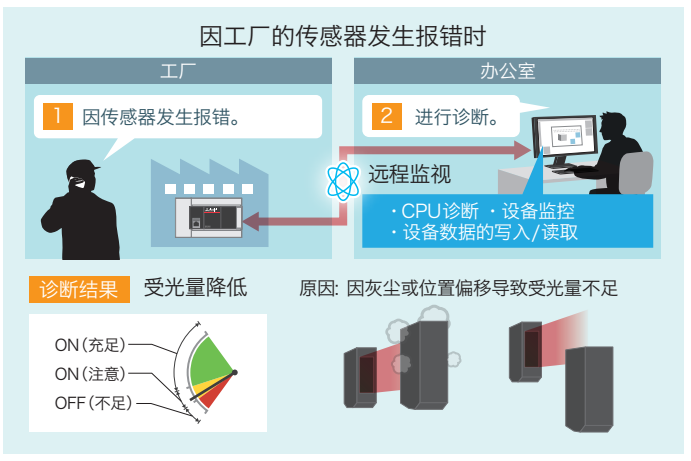 因工厂的传感器发生报错时
工厂
办公室
1 因传感器发生报错。
2 进行诊断。
远程监视
・CPU诊断 ・设备监控
・设备数据的写入/读取
诊断结果 受光量降低
原因: 因灰尘或位置偏移导致受光量不足
ON(充足)
ON(注意)
OFF(不足)